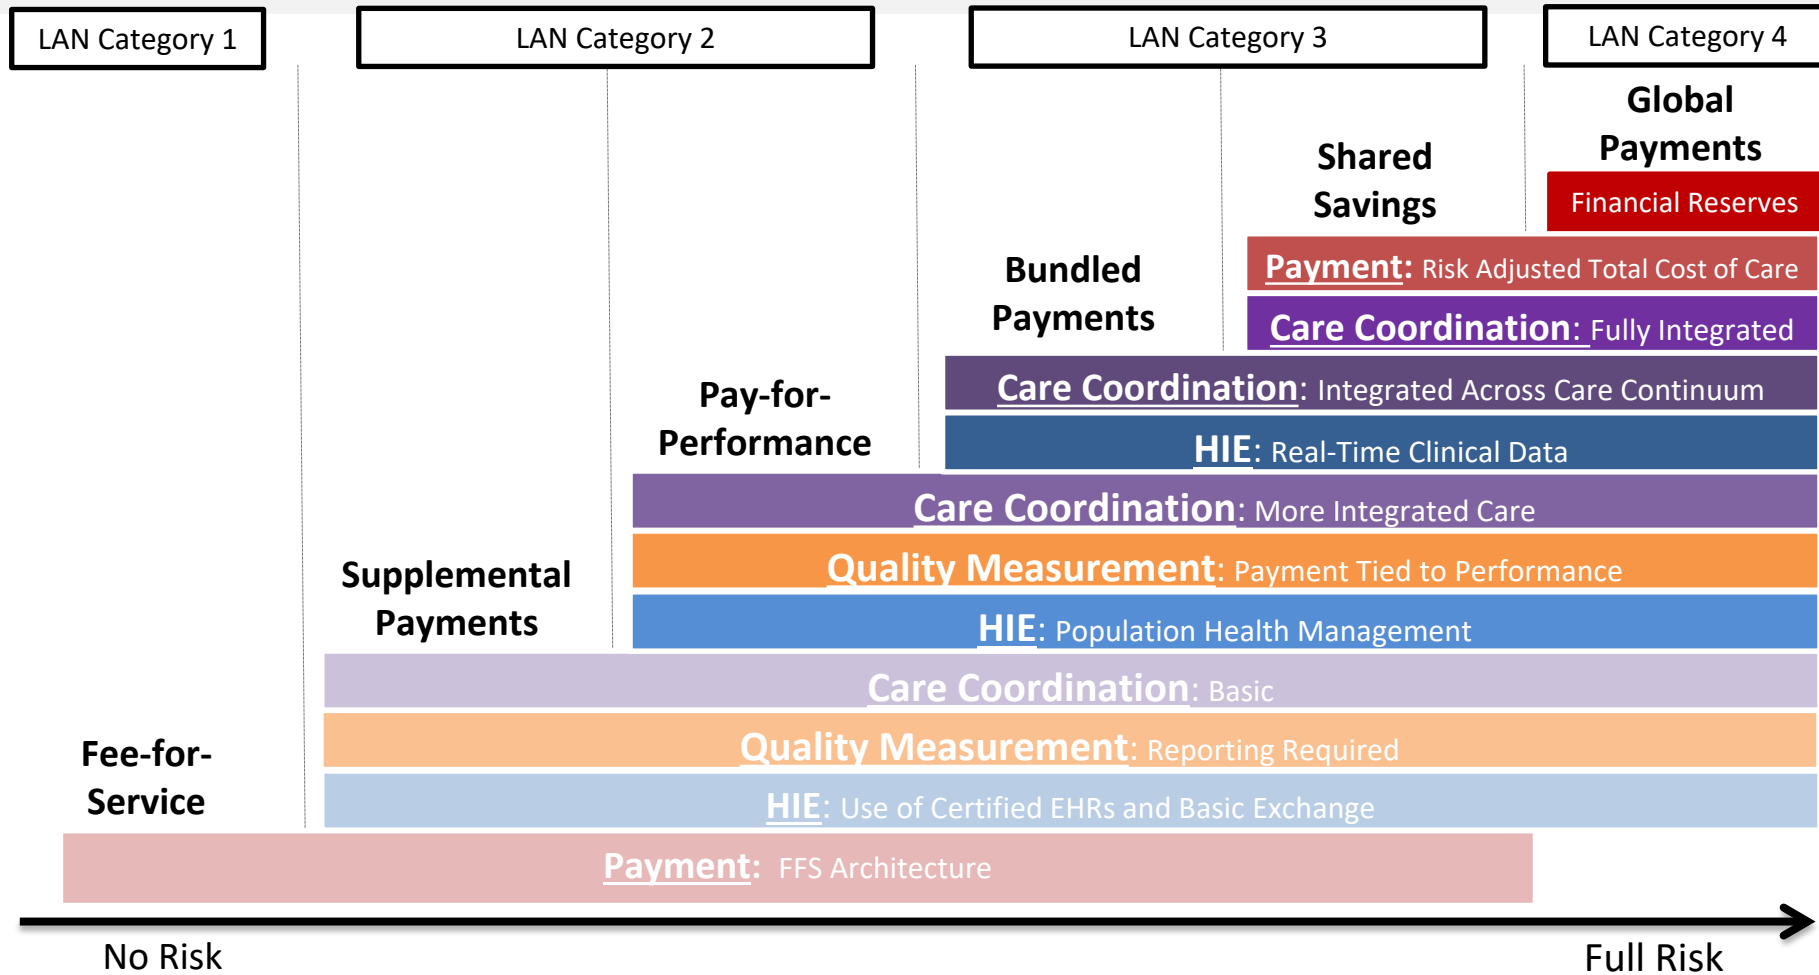 LAN Category 1
LAN Category 2
LAN Category 3
LAN Category 4
Global
Payments
Shared
Savings
Financial Reserves
Payment: Risk Adjusted Total Cost of Care
Bundled
Payments
Care Coordination: Fully Integrated
Care Coordination: Integrated Across Care Continuum
Pay-for-
Performance
HIE: Real-Time Clinical Data
Care Coordination: More Integrated Care
Quality Measurement: Payment Tied to Performance
Supplemental
Payments
HIE: Population Health Management
Care Coordination: Basic
Quality Measurement: Reporting Required
Fee-for-
Service
HIE: Use of Certified EHRs and Basic Exchange
Payment: FFS Architecture
No Risk
Full Risk